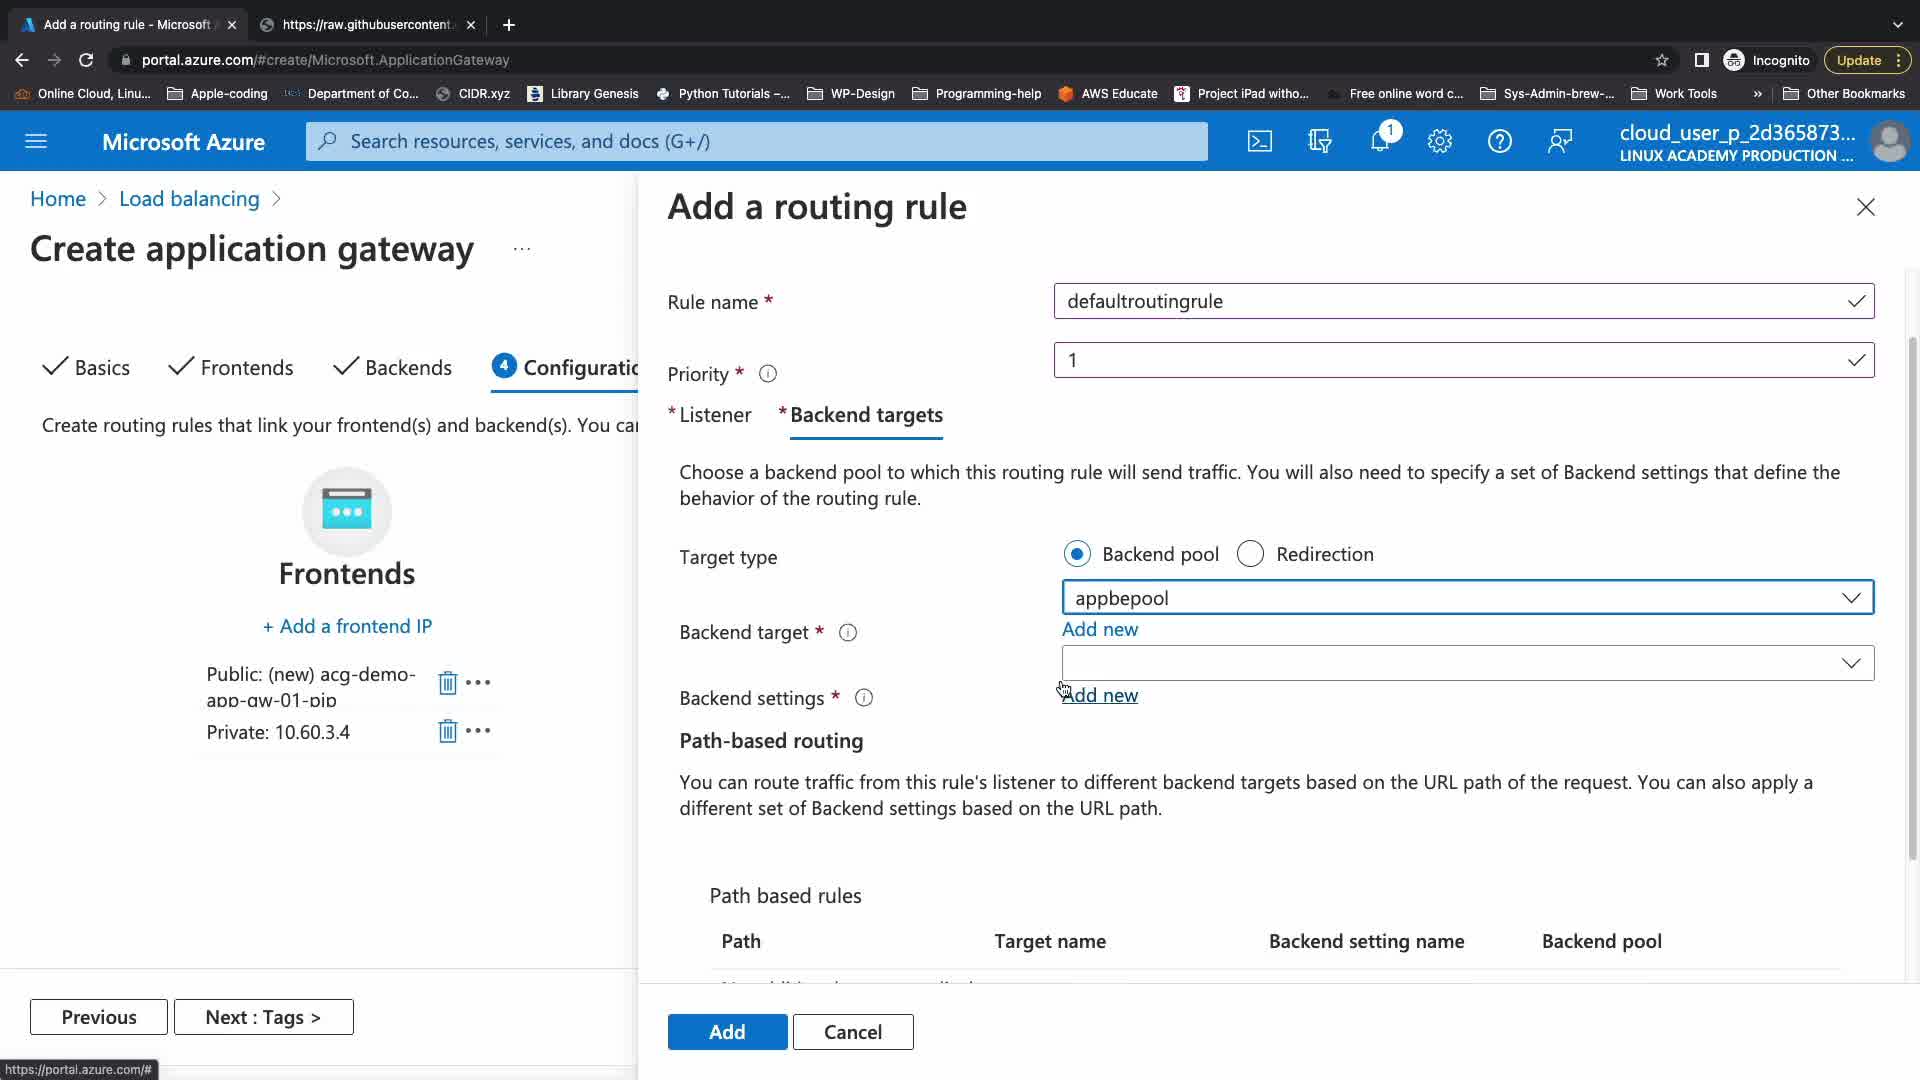 Add a routing rule - Microsoft A
https://raw.githubusercontent.
portal.azure.com/#create/Microsoft.ApplicationGateway
Incognito
Update
Online Cloud, Linu...
Apple-coding
Department of Co...
CIDR.xyz
Library Genesis
Python Tutorials –...
WP-Design
Programming-help
AWS Educate
Project iPad witho...
Free online word c...
Sys-Admin-brew-...
Work Tools
»
Other Bookmarks
Microsoft Azure
Search resources, services, and docs (G+/)
1
cloud_user_p_2d365873...
LINUX ACADEMY PRODUCTION ...
Home > Load balancing >
Create application gateway ...
Basics
Frontends
Backends
4 Configuratio
Create routing rules that link your frontend(s) and backend(s). You car
Frontends
+ Add a frontend IP
Public: (new) acg-demo-
app-gw-01-pip
Private: 10.60.3.4
Previous
Next : Tags >
https://portal.azure.com/#
Add a routing rule
Rule name *
defaultroutingrule
Priority *
1
* Listener
* Backend targets
Choose a backend pool to which this routing rule will send traffic. You will also need to specify a set of Backend settings that define the
behavior of the routing rule.
Target type
Backend pool
Redirection
appbepool
Backend target *
Add new
Backend settings *
Add new
Path-based routing
You can route traffic from this rule's listener to different backend targets based on the URL path of the request. You can also apply a
different set of Backend settings based on the URL path.
Path based rules
Path
Target name
Backend setting name
Backend pool
Add
Cancel